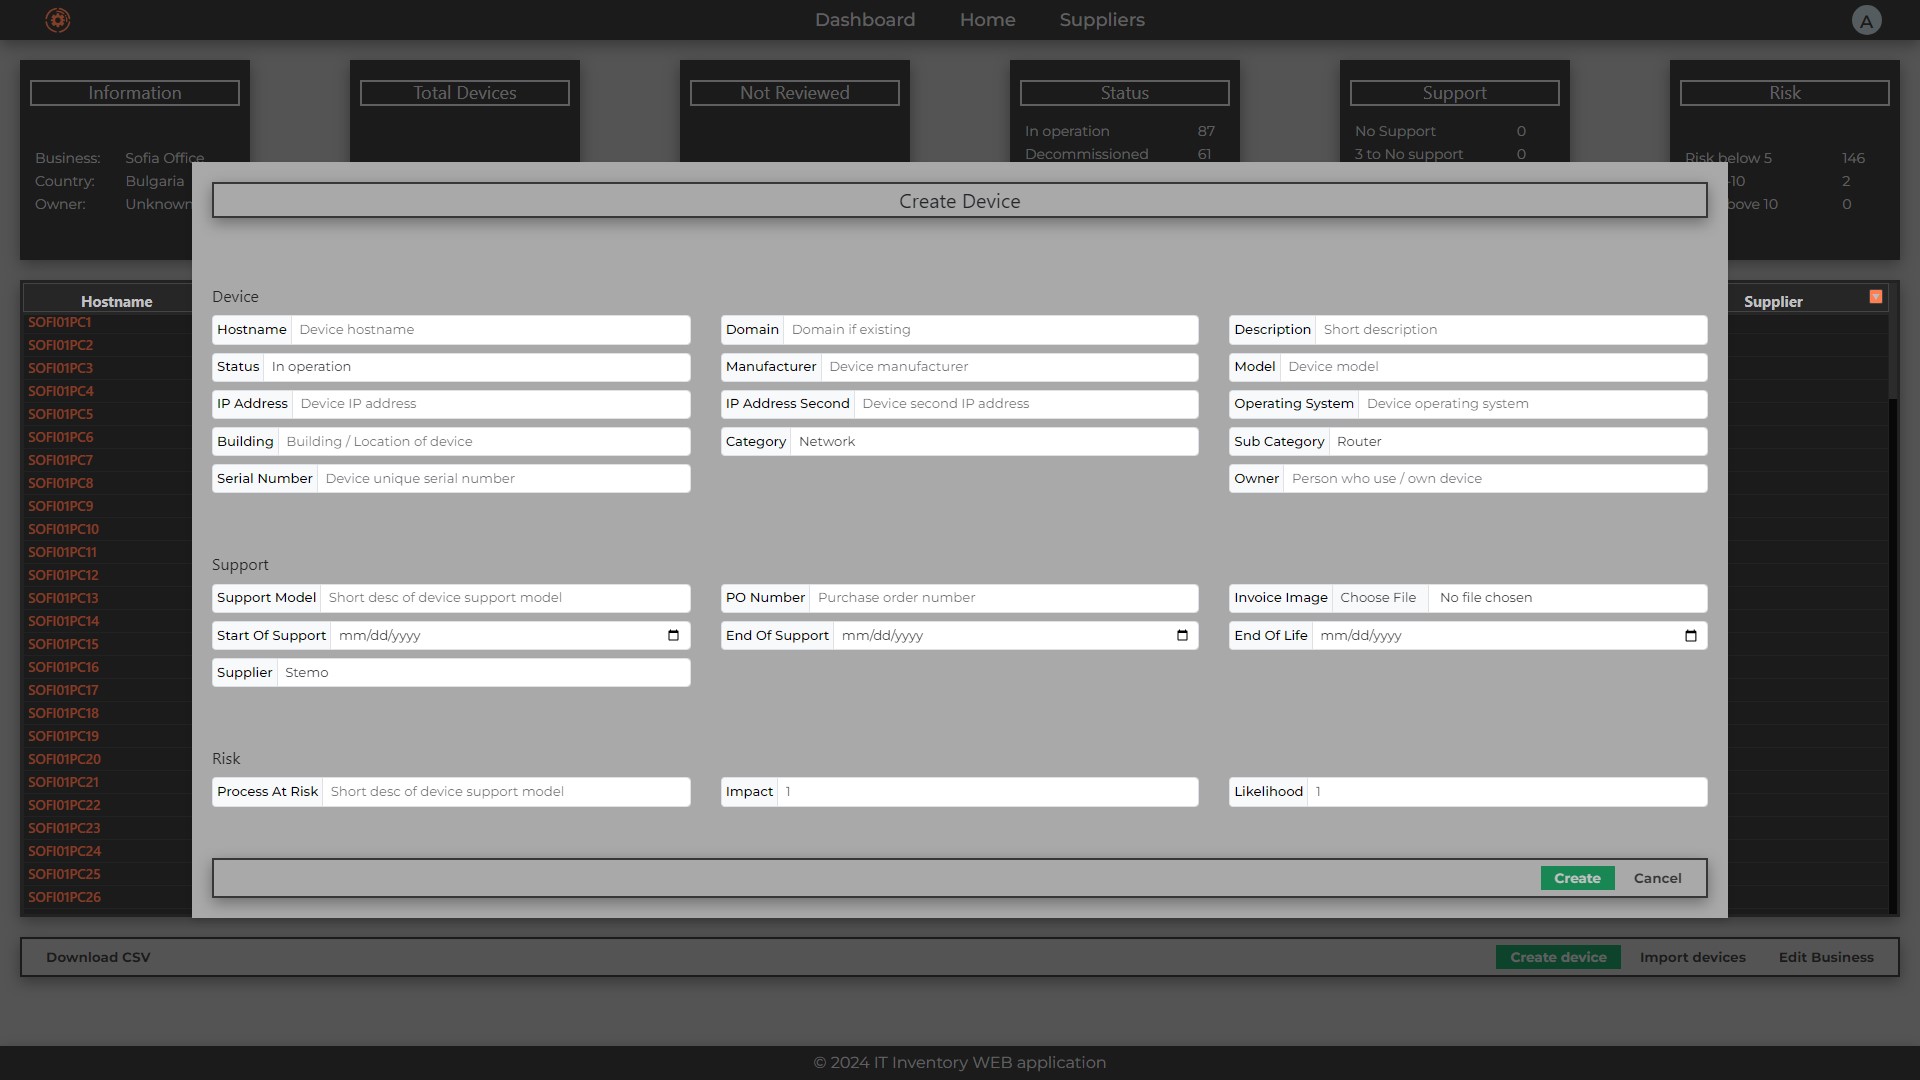 Dashboard Home Suppliers A
Information Total Devices Not Reviewed Status Support Risk
In operation 87 No Support 0
Decommissioned 61 3 to No support 0
Business: Sofia Office Risk below 5 146
Country: Bulgaria -10 2
Owner: Unknown bove 10 0
Create Device
Hostname Supplier
SOFI01PC1
SOFI01PC2
SOFI01PC3
SOFI01PC4
SOFI01PC5
SOFI01PC6
SOFI01PC7
SOFI01PC8
SOFI01PC9
SOFI01PC10
SOFI01PC11
SOFI01PC12
SOFI01PC13
SOFI01PC14
SOFI01PC15
SOFI01PC16
SOFI01PC17
SOFI01PC18
SOFI01PC19
SOFI01PC20
SOFI01PC21
SOFI01PC22
SOFI01PC23
SOFI01PC24
SOFI01PC25
SOFI01PC26
Device
Hostname Device hostname Domain Domain if existing Description Short description
Status In operation Manufacturer Device manufacturer Model Device model
IP Address Device IP address IP Address Second Device second IP address Operating System Device operating system
Building Building / Location of device Category Network Sub Category Router
Serial Number Device unique serial number Owner Person who use / own device
Support
Support Model Short desc of device support model PO Number Purchase order number Invoice Image Choose File No file chosen
Start Of Support mm/dd/yyyy End Of Support mm/dd/yyyy End Of Life mm/dd/yyyy
Supplier Stemo
Risk
Process At Risk Short desc of device support model Impact 1 Likelihood 1
Create Cancel
Download CSV Create device Import devices Edit Business
© 2024 IT Inventory WEB application